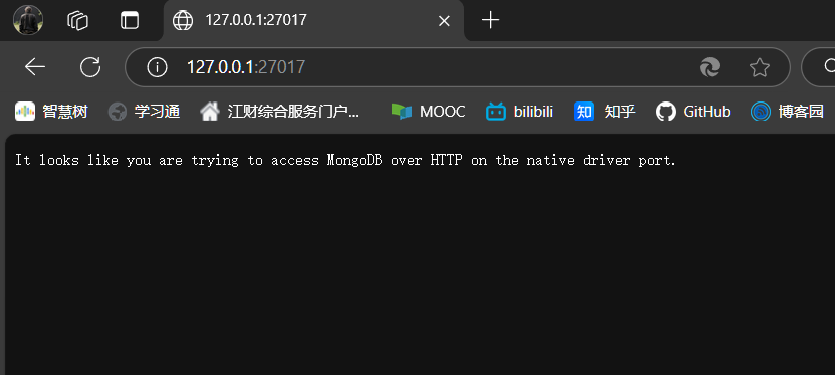 127.0.0.1:27017
127.0.0.1:27017
智慧树 学习通 江财综合服务门户... MOOC bilibili 知 知乎 GitHub 博客园
It looks like you are trying to access MongoDB over HTTP on the native driver port.